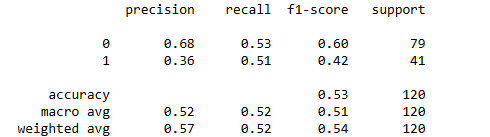 precision recall f1-score support
0 0.68 0.53 0.60 79
1 0.36 0.51 0.42 41
accuracy 0.53 120
macro avg 0.52 0.52 0.51 120
weighted avg 0.57 0.52 0.54 120